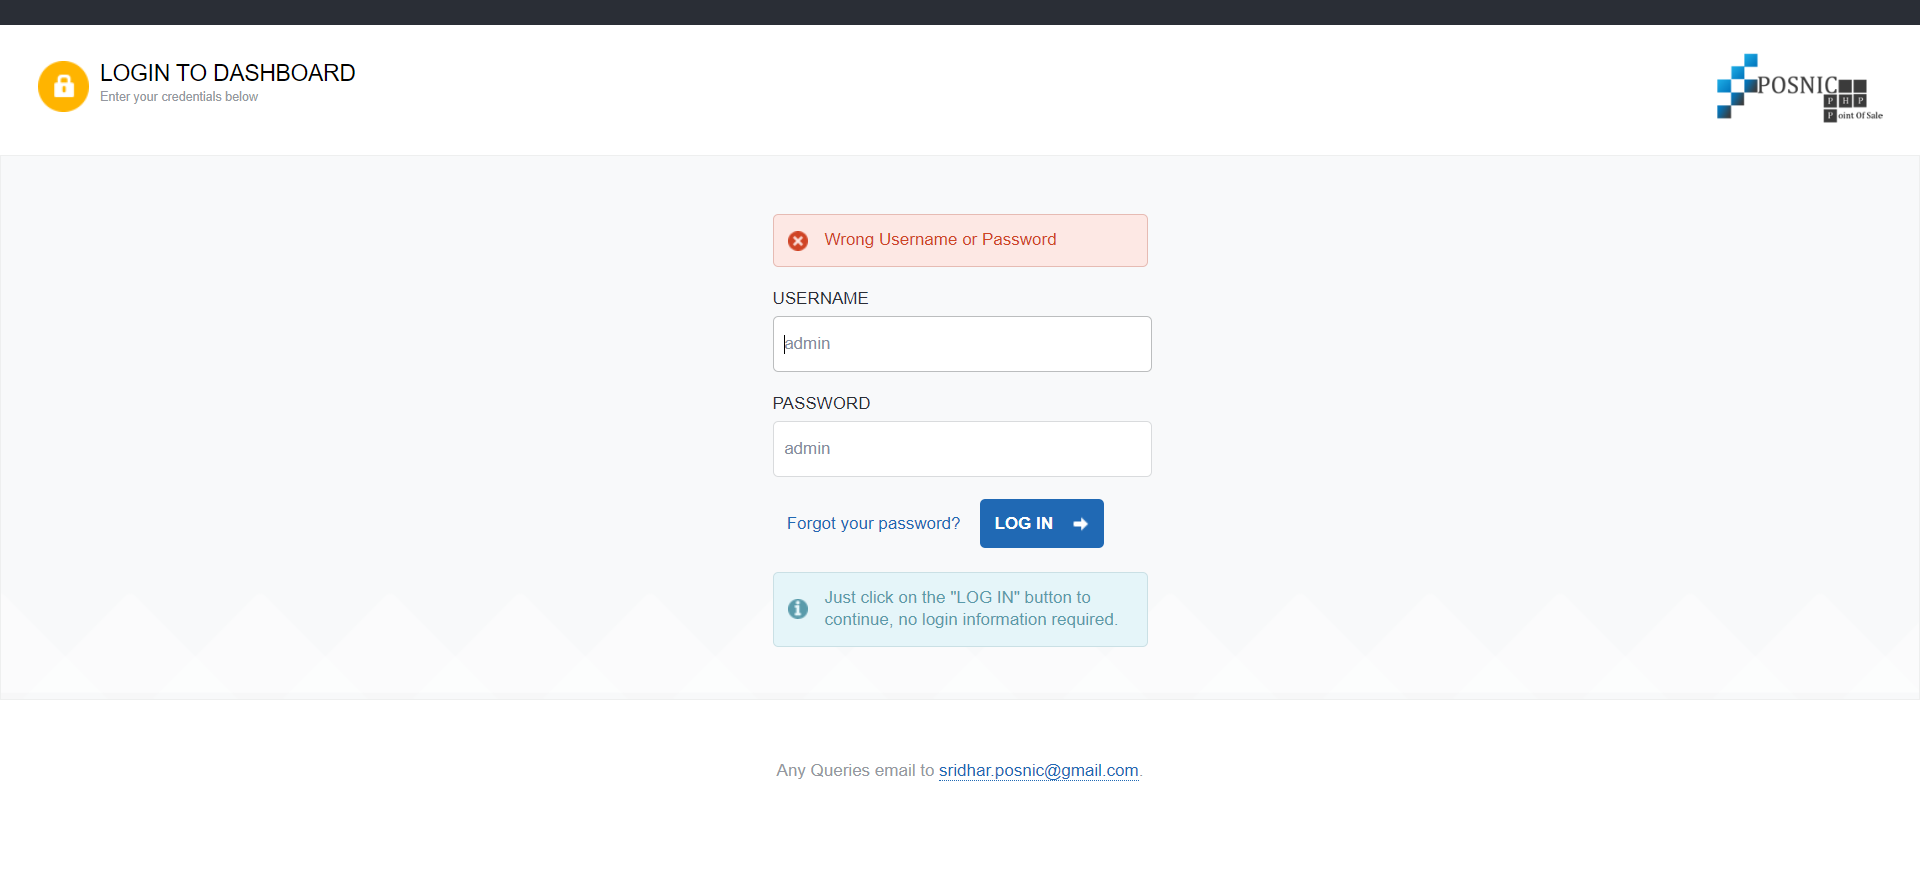 LOGIN TO DASHBOARD
Enter your credentials below
POSNIC
PHP
Point Of Sale
Wrong Username or Password
USERNAME
admin
PASSWORD
admin
Forgot your password?
LOG IN
Just click on the "LOG IN" button to
continue, no login information required.
Any Queries email to sridhar.posnic@gmail.com.